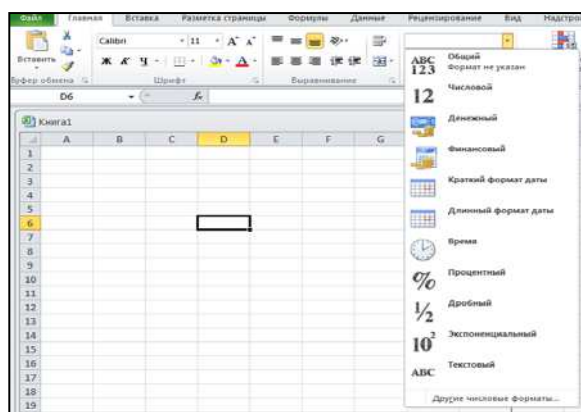 Файл Главная Вставка Разметка страницы Формулы Данные Рецензирование Вид Надстро
Calibri 11 A A
Вставить
Ж К Ч
Буфер обмена Шрифт Выравнивание
D6 fx
Книга1
A B C D E F G
1
2
3
4
5
6
7
8
9
10
11
12
13
14
15
16
17
18
19
ABC 123 Общий
Формат не указан
12 Числовой
Денежный
Финансовый
Краткий формат даты
Длинный формат даты
Время
% Процентный
½ Дробный
10² Экспоненциальный
ABC Текстовый
Другие числовые форматы...